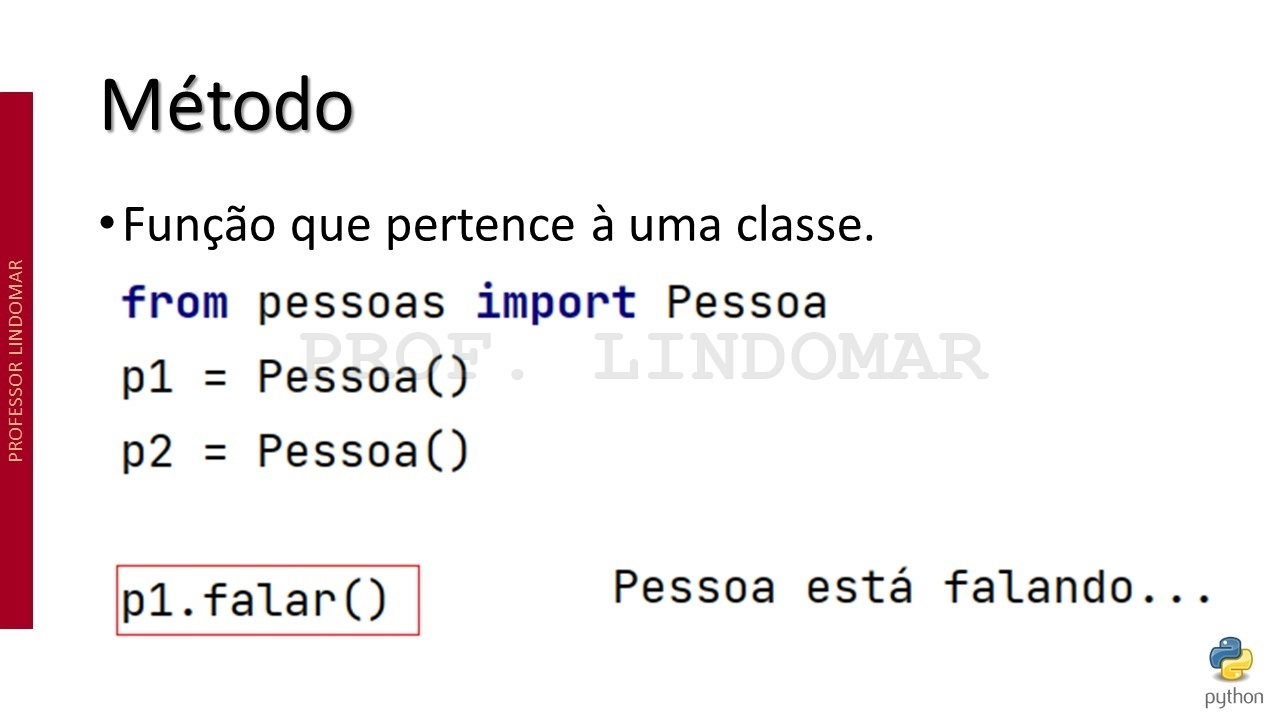 Método
•Função que pertence à uma classe.
from pessoas import Pessoa
PROF. LINDOMAR
p1 = Pessoa()
p2 = Pessoa()
p1.falar()
Pessoa está falando...
PROFESSOR LINDOMAR
python